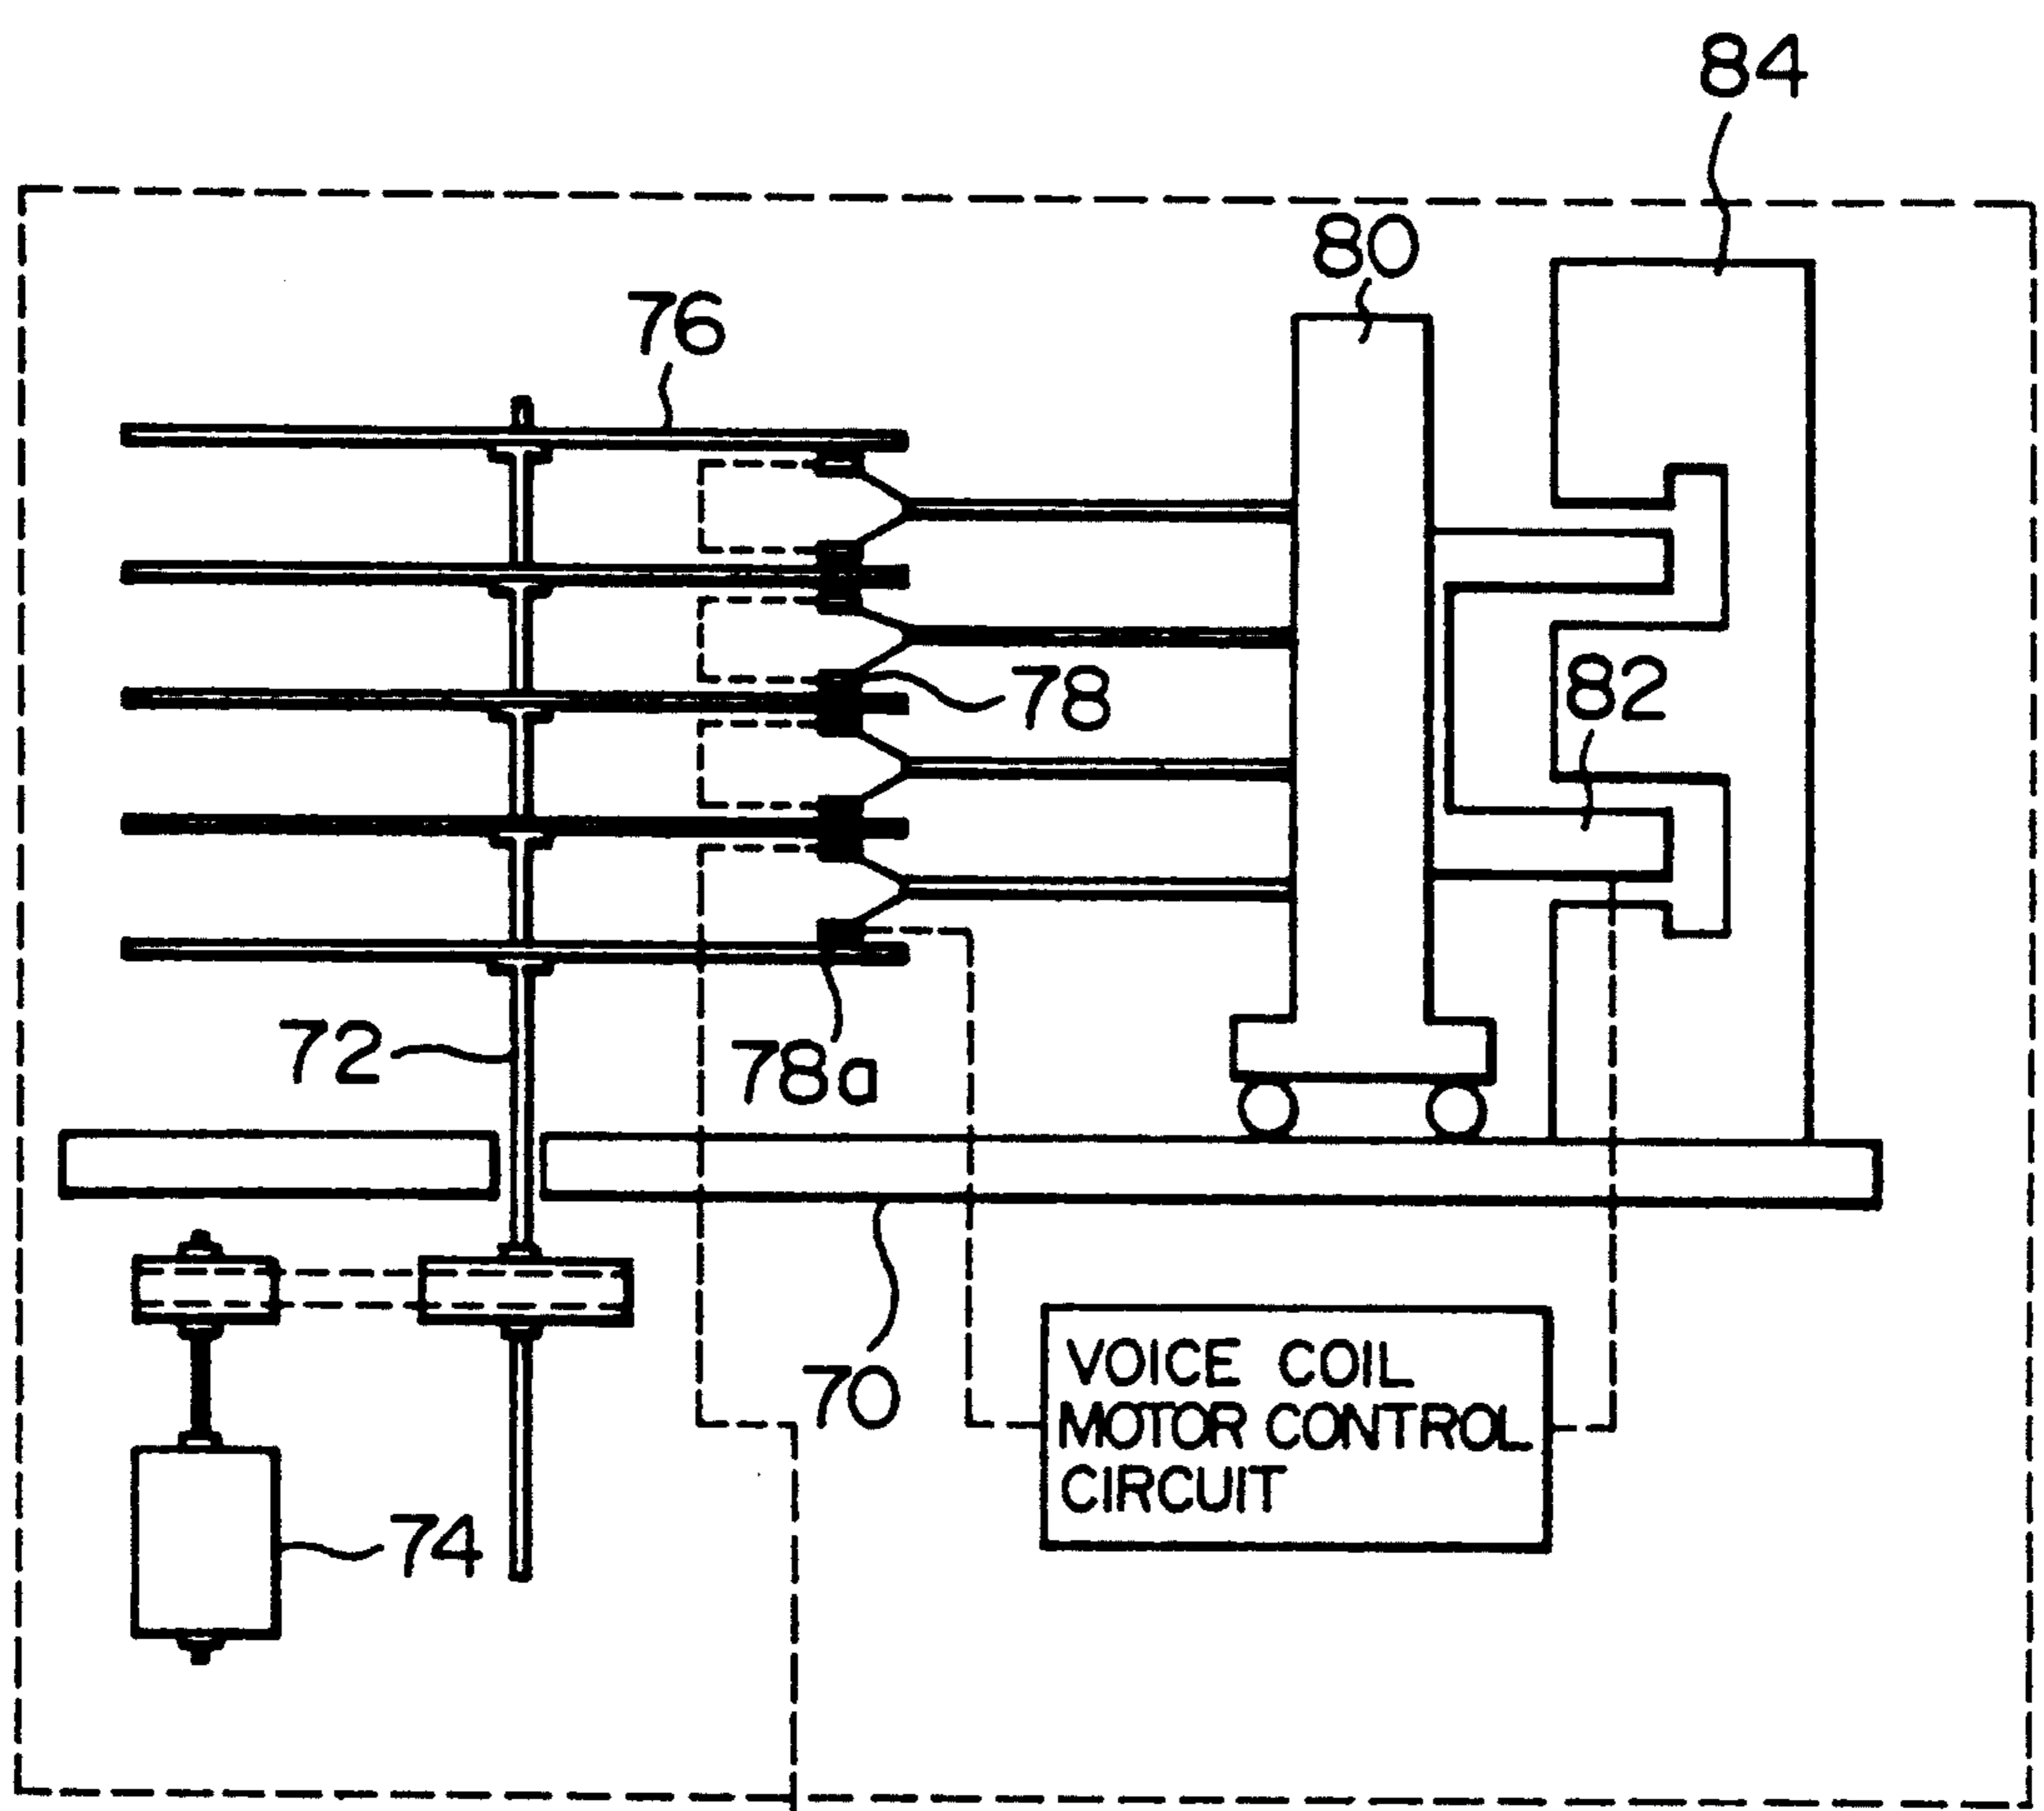 84
80
76
78
82
72
78a
70
VOICE COIL
MOTOR CONTROL
CIRCUIT
74